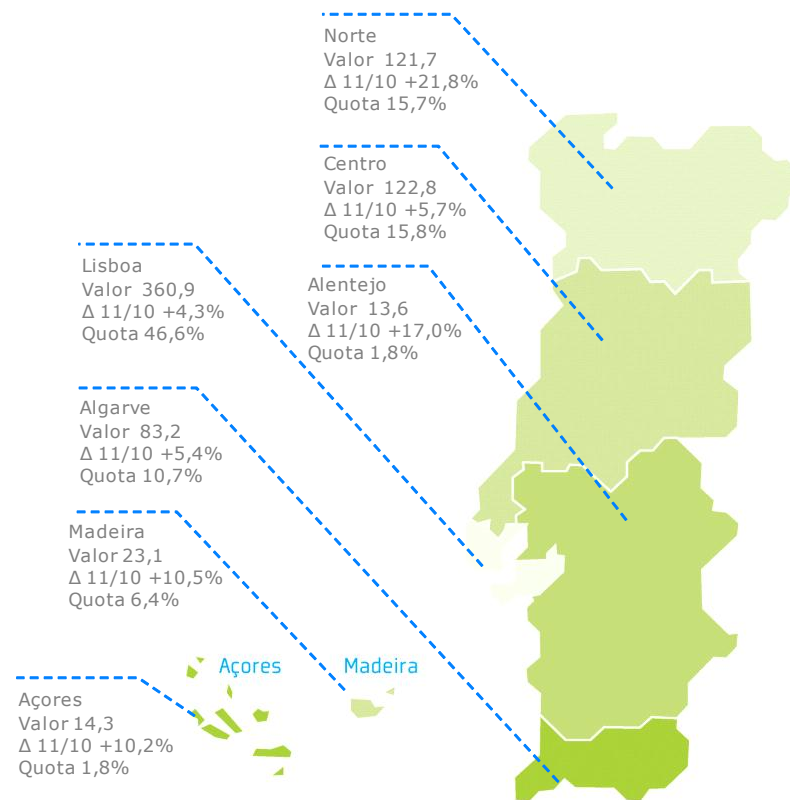 Norte
Valor 121,7
Δ 11/10 +21,8%
Quota 15,7%
Centro
Valor 122,8
Δ 11/10 +5,7%
Quota 15,8%
Lisboa
Valor 360,9
Δ 11/10 +4,3%
Quota 46,6%
Alentejo
Valor 13,6
Δ 11/10 +17,0%
Quota 1,8%
Algarve
Valor 83,2
Δ 11/10 +5,4%
Quota 10,7%
Madeira
Valor 23,1
Δ 11/10 +10,5%
Quota 6,4%
Açores
Madeira
Açores
Valor 14,3
Δ 11/10 +10,2%
Quota 1,8%